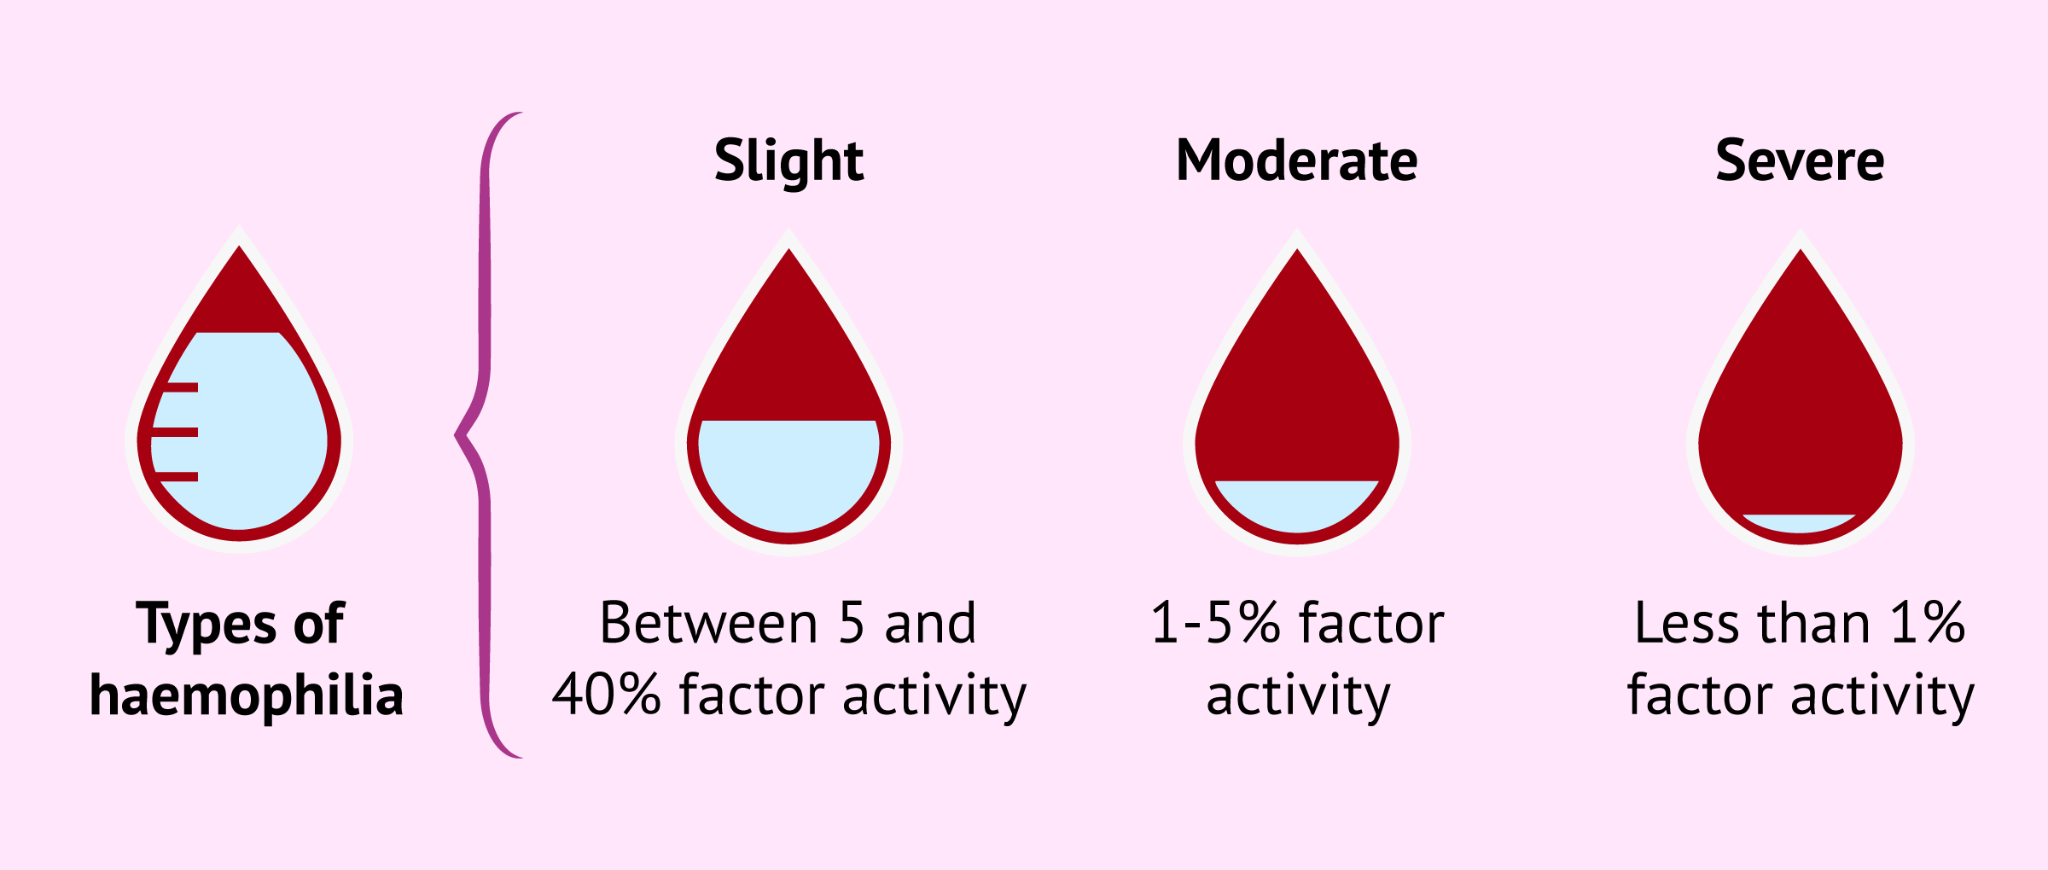 Types of
haemophilia
Slight
Between 5 and
40% factor activity
Moderate
1-5% factor
activity
Severe
Less than 1%
factor activity